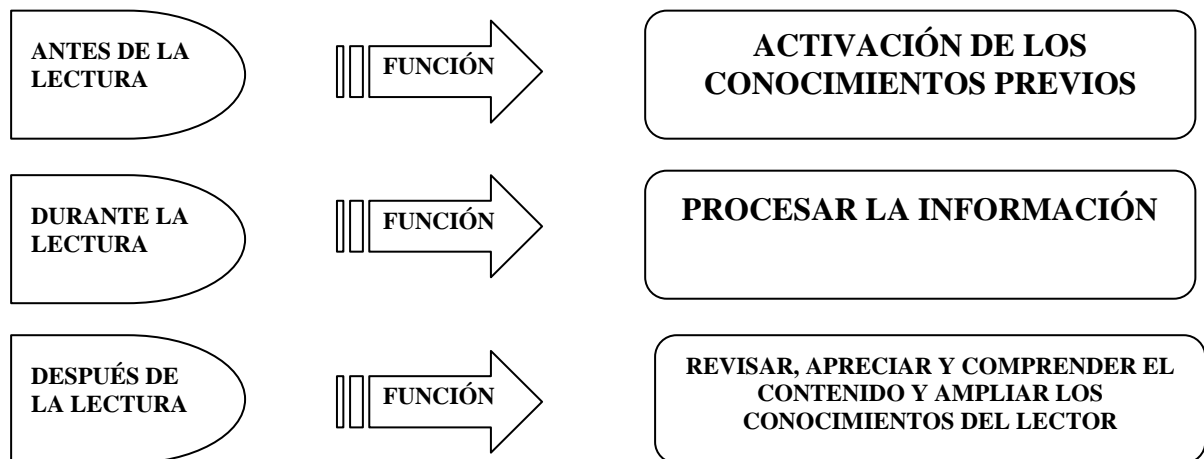 ANTES DE LA
LECTURA
FUNCIÓN
ACTIVACIÓN DE LOS
CONOCIMIENTOS PREVIOS
DURANTE LA
LECTURA
FUNCIÓN
PROCESAR LA INFORMACIÓN
DESPUÉS DE
LA LECTURA
FUNCIÓN
REVISAR, APRECIAR Y COMPRENDER EL
CONTENIDO Y AMPLIAR LOS
CONOCIMIENTOS DEL LECTOR